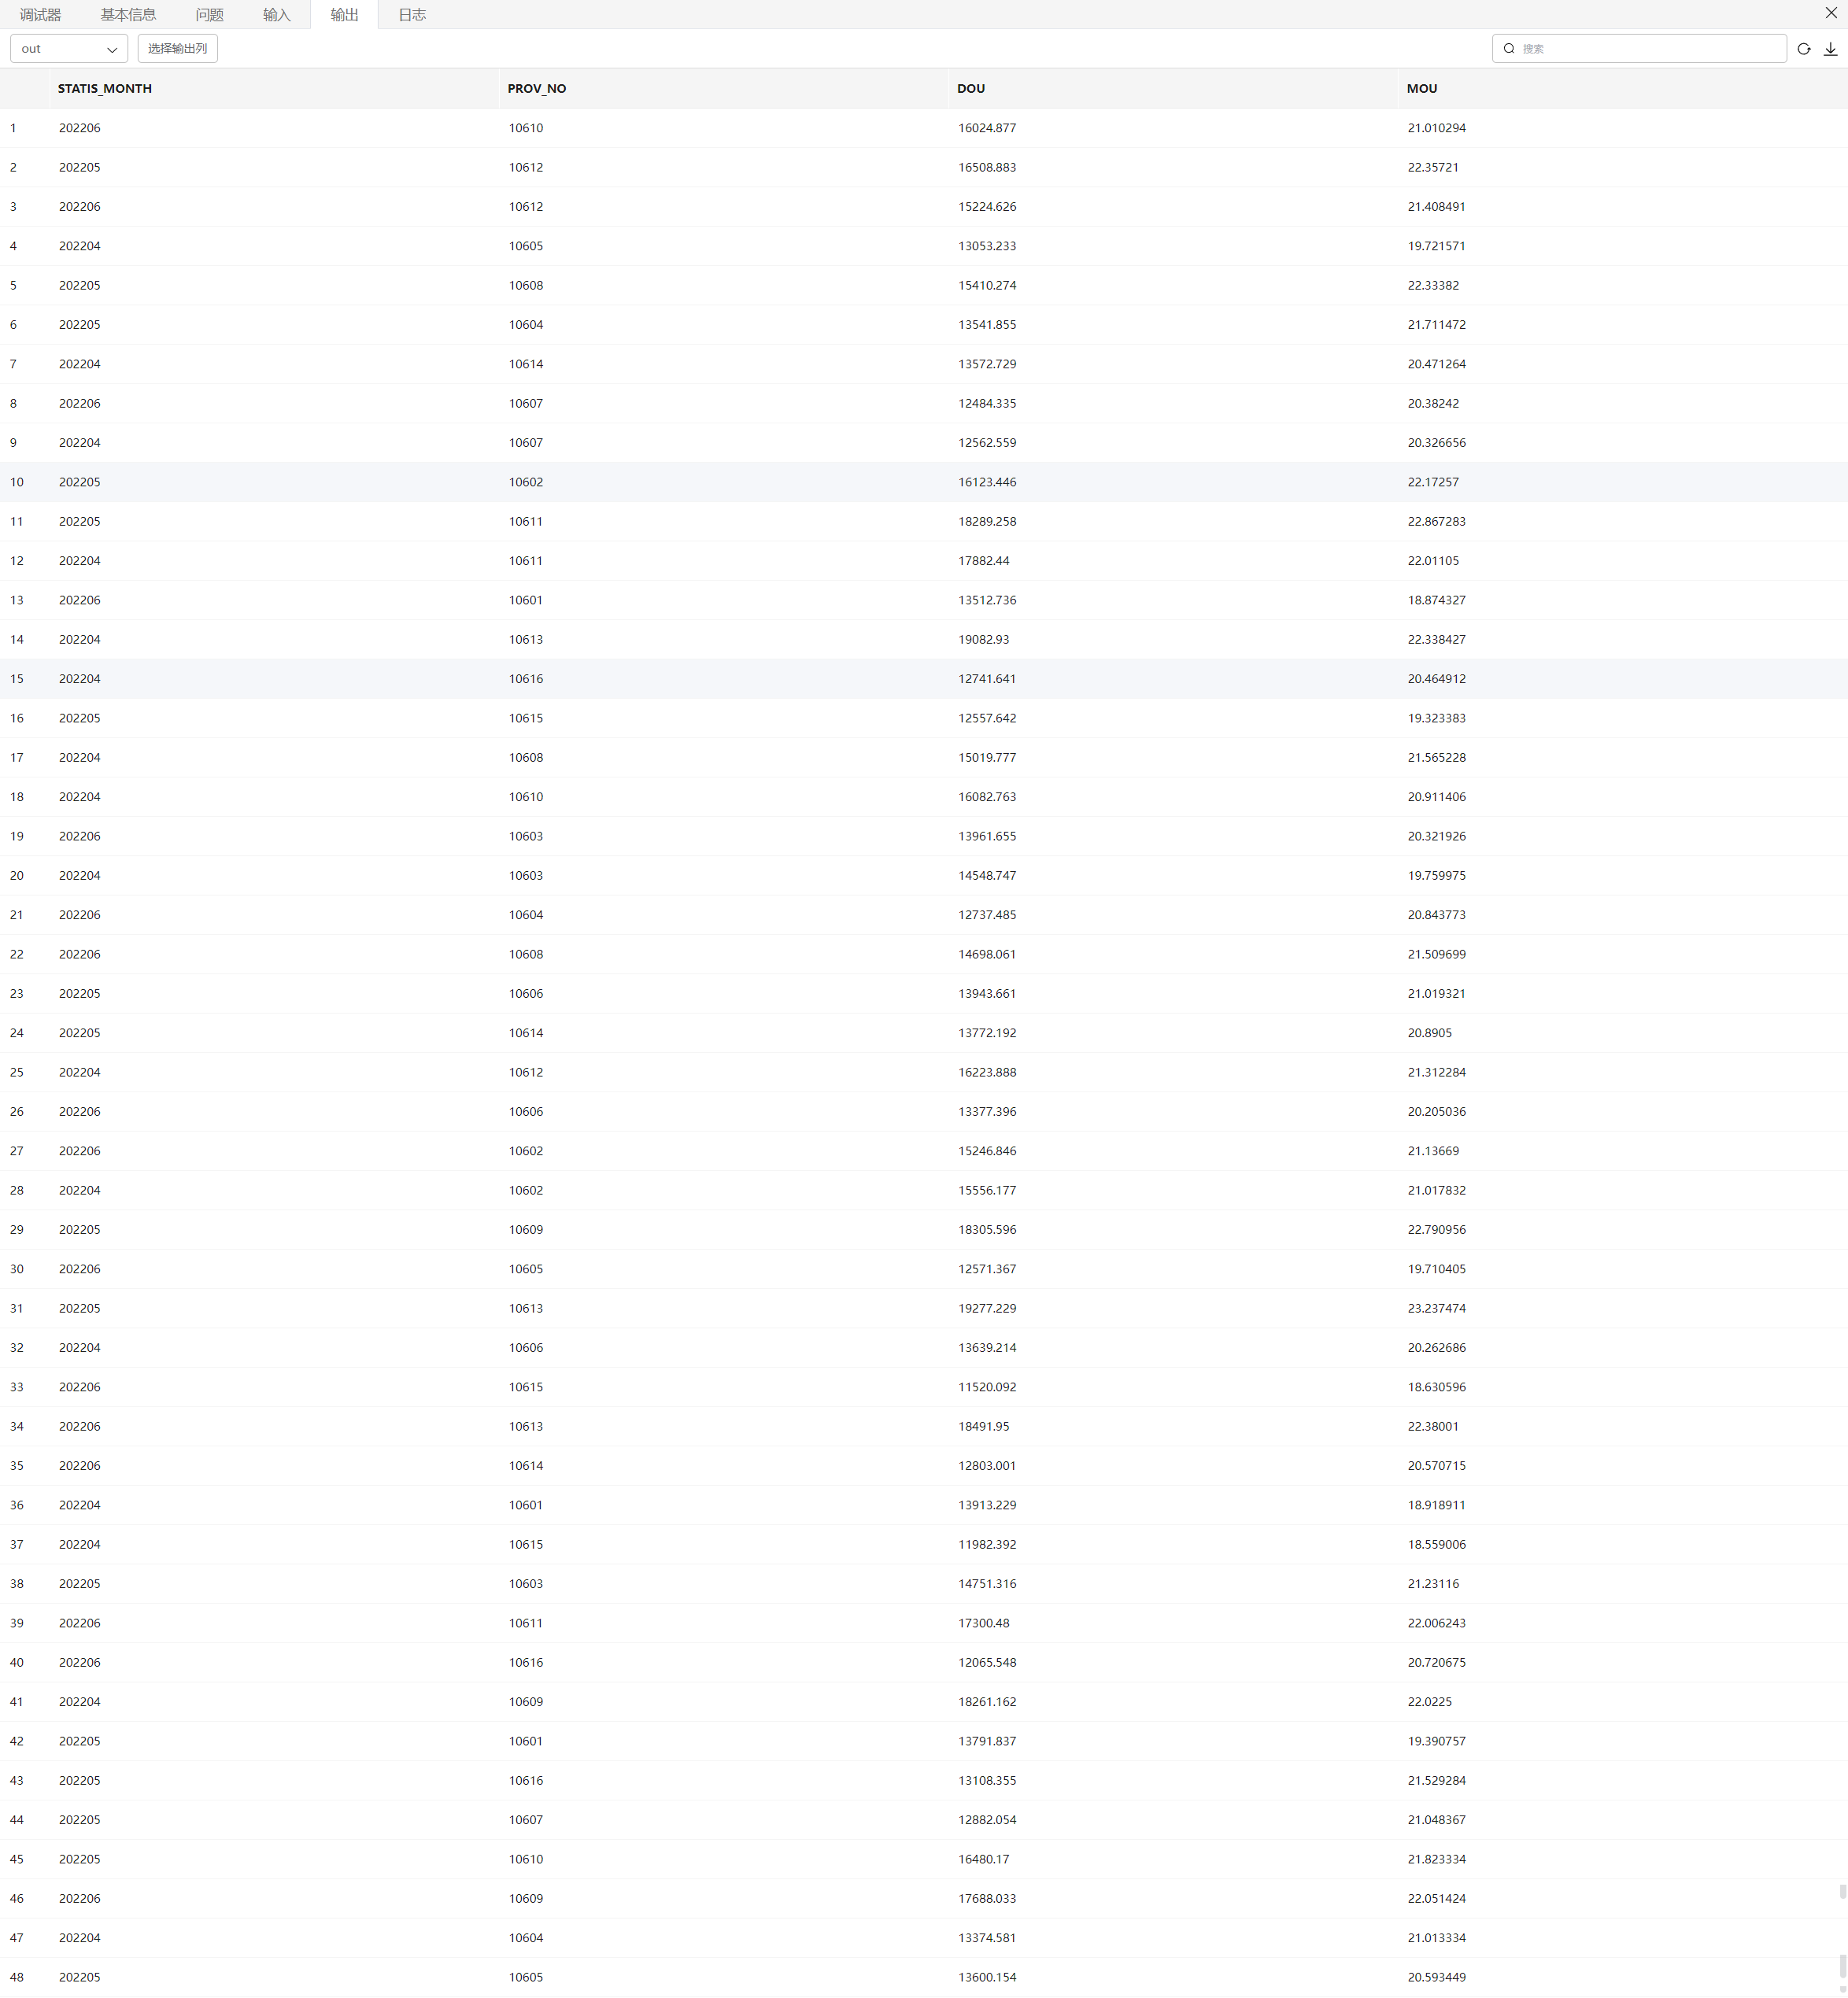 调试器 基本信息 问题 输入 输出 日志
out 选择输出列 搜索
STATIS_MONTH PROV_NO DOU MOU
1 202206 10610 16024.877 21.010294
2 202205 10612 16508.883 22.35721
3 202206 10612 15224.626 21.408491
4 202204 10605 13053.233 19.721571
5 202205 10608 15410.274 22.33382
6 202205 10604 13541.855 21.711472
7 202204 10614 13572.729 20.471264
8 202206 10607 12484.335 20.38242
9 202204 10607 12562.559 20.326656
10 202205 10602 16123.446 22.17257
11 202205 10611 18289.258 22.867283
12 202204 10611 17882.44 22.01105
13 202206 10601 13512.736 18.874327
14 202204 10613 19082.93 22.338427
15 202204 10616 12741.641 20.464912
16 202205 10615 12557.642 19.323383
17 202204 10608 15019.777 21.565228
18 202204 10610 16082.763 20.911406
19 202206 10603 13961.655 20.321926
20 202204 10603 14548.747 19.759975
21 202206 10604 12737.485 20.843773
22 202206 10608 14698.061 21.509699
23 202205 10606 13943.661 21.019321
24 202205 10614 13772.192 20.8905
25 202204 10612 16223.888 21.312284
26 202206 10606 13377.396 20.205036
27 202206 10602 15246.846 21.13669
28 202204 10602 15556.177 21.017832
29 202205 10609 18305.596 22.790956
30 202206 10605 12571.367 19.710405
31 202205 10613 19277.229 23.237474
32 202204 10606 13639.214 20.262686
33 202206 10615 11520.092 18.630596
34 202206 10613 18491.95 22.38001
35 202206 10614 12803.001 20.570715
36 202204 10601 13913.229 18.918911
37 202204 10615 11982.392 18.559006
38 202205 10603 14751.316 21.23116
39 202206 10611 17300.48 22.006243
40 202206 10616 12065.548 20.720675
41 202204 10609 18261.162 22.0225
42 202205 10601 13791.837 19.390757
43 202205 10616 13108.355 21.529284
44 202205 10607 12882.054 21.048367
45 202205 10610 16480.17 21.823334
46 202206 10609 17688.033 22.051424
47 202204 10604 13374.581 21.013334
48 202205 10605 13600.154 20.593449